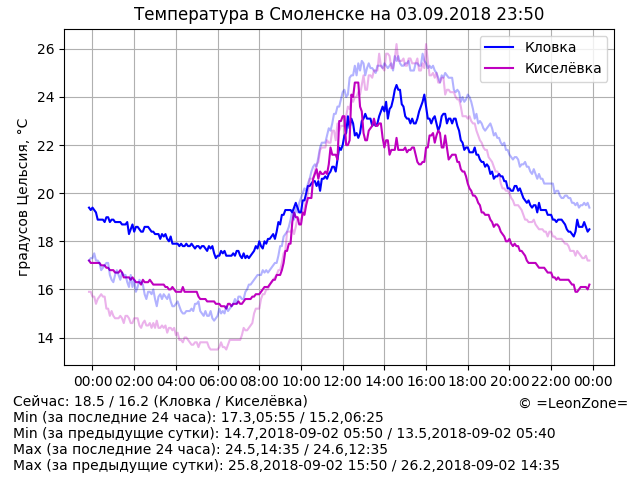 Температура в Смоленске на 03.09.2018 23:50
градусов Цельсия, °C
26
24
22
20
18
16
14
Кловка
Киселёвка
00:00 02:00 04:00 06:00 08:00 10:00 12:00 14:00 16:00 18:00 20:00 22:00 00:00
Сейчас: 18.5 / 16.2 (Кловка / Киселёвка)
© =LeonZone=
Min (за последние 24 часа): 17.3,05:55 / 15.2,06:25
Min (за предыдущие сутки): 14.7,2018-09-02 05:50 / 13.5,2018-09-02 05:40
Max (за последние 24 часа): 24.5,14:35 / 24.6,12:35
Max (за предыдущие сутки): 25.8,2018-09-02 15:50 / 26.2,2018-09-02 14:35